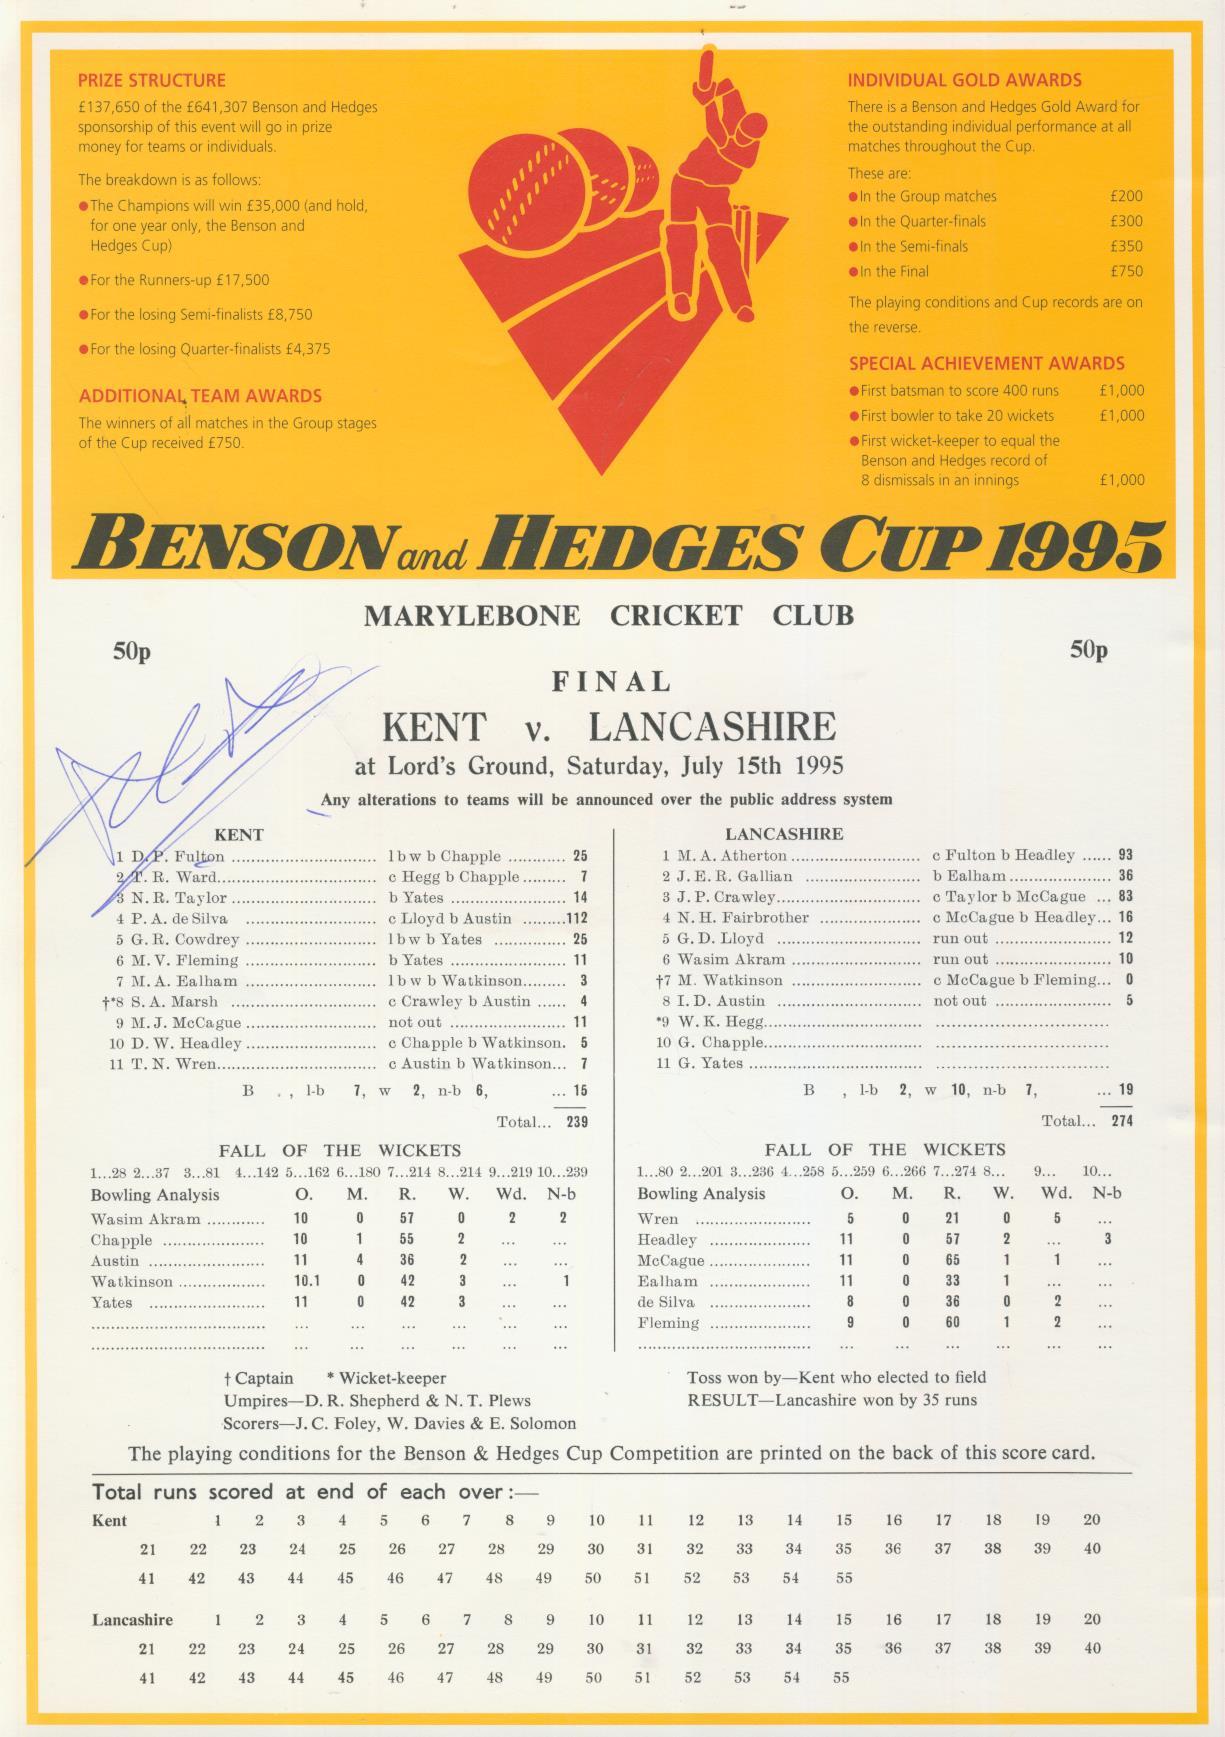 PRIZE STRUCTURE
£137,650 of the £641,307 Benson and Hedges
sponsorship of this event will go in prize
money for teams or individuals.
The breakdown is as follows:
●The Champions will win £35,000 (and hold,
for one year only, the Benson and
Hedges Cup)
●For the Runners-up £17,500
●For the losing Semi-finalists £8,750
●For the losing Quarter-finalists £4,375
ADDITIONAL TEAM AWARDS
The winners of all matches in the Group stages
of the Cup received £750.
INDIVIDUAL GOLD AWARDS
There is a Benson and Hedges Gold Award for
the outstanding individual performance at all
matches throughout the Cup.
These are:
●In the Group matches £200
●In the Quarter-finals £300
●In the Semi-finals £350
●In the Final £750
The playing conditions and Cup records are on
the reverse.
SPECIAL ACHIEVEMENT AWARDS
●First batsman to score 400 runs £1,000
●First bowler to take 20 wickets £1,000
●First wicket-keeper to equal the
Benson and Hedges record of
8 dismissals in an innings £1,000
BENSON and HEDGES CUP 1995
MARYLEBONE CRICKET CLUB
50p 50p
FINAL
KENT v. LANCASHIRE
at Lord's Ground, Saturday, July 15th 1995
Any alterations to teams will be announced over the public address system
KENT
1 D. P. Fulton ........ l b w b Chapple ........ 25
2 T. R. Ward........ c Hegg b Chapple........ 7
3 N. R. Taylor ........ b Yates ........ 14
4 P. A. de Silva c Lloyd b Austin ........112
5 G. R. Cowdrey ........ l b w b Yates ........ 25
6 M. V. Fleming ........ b Yates ........ 11
7 M. A. Ealham ........ l b w b Watkinson........ 3
†*8 S. A. Marsh ........ c Crawley b Austin ...... 4
9 M. J. McCague ........ not out ........ 11
10 D. W. Headley ........ c Chapple b Watkinson. 5
11 T. N. Wren........ c Austin b Watkinson... 7
B . , l-b 7, w 2, n-b 6, ... 15
Total... 239
FALL OF THE WICKETS
1...28 2...37 3...81 4...142 5...162 6...180 7...214 8...214 9...219 10...239
Bowling Analysis O. M. R. W. Wd. N-b
Wasim Akram ........ 10 0 57 0 2 2
Chapple ........ 10 1 55 2 ... ...
Austin ........ 11 4 36 2 ... ...
Watkinson ........ 10.1 0 42 3 ... 1
Yates ........ 11 0 42 3 ... ...
LANCASHIRE
1 M. A. Atherton ........ c Fulton b Headley ...... 93
2 J. E. R. Gallian ........ b Ealham........ 36
3 J. P. Crawley........ c Taylor b McCague ... 83
4 N. H. Fairbrother ........ c McCague b Headley... 16
5 G. D. Lloyd ........ run out ........ 12
6 Wasim Akram ........ run out ........ 10
†7 M. Watkinson ........ c McCague b Fleming... 0
8 I. D. Austin ........ not out ........ 5
*9 W. K. Hegg........
10 G. Chapple........
11 G. Yates ........
B , l-b 2, w 10, n-b 7, ... 19
Total... 274
FALL OF THE WICKETS
1...80 2...201 3...236 4...258 5...259 6...266 7...274 8... 9... 10...
Bowling Analysis O. M. R. W. Wd. N-b
Wren ........ 5 0 21 0 5 ...
Headley ........ 11 0 57 2 ... 3
McCague ........ 11 0 65 1 1 ...
Ealham ........ 11 0 33 1 ... ...
de Silva ........ 8 0 36 0 2 ...
Fleming ........ 9 0 60 1 2 ...
† Captain * Wicket-keeper
Umpires—D. R. Shepherd & N. T. Plews
Scorers—J. C. Foley, W. Davies & E. Solomon
Toss won by—Kent who elected to field
RESULT—Lancashire won by 35 runs
The playing conditions for the Benson & Hedges Cup Competition are printed on the back of this score card.
Total runs scored at end of each over:—
Kent 1 2 3 4 5 6 7 8 9 10 11 12 13 14 15 16 17 18 19 20
21 22 23 24 25 26 27 28 29 30 31 32 33 34 35 36 37 38 39 40
41 42 43 44 45 46 47 48 49 50 51 52 53 54 55
Lancashire 1 2 3 4 5 6 7 8 9 10 11 12 13 14 15 16 17 18 19 20
21 22 23 24 25 26 27 28 29 30 31 32 33 34 35 36 37 38 39 40
41 42 43 44 45 46 47 48 49 50 51 52 53 54 55